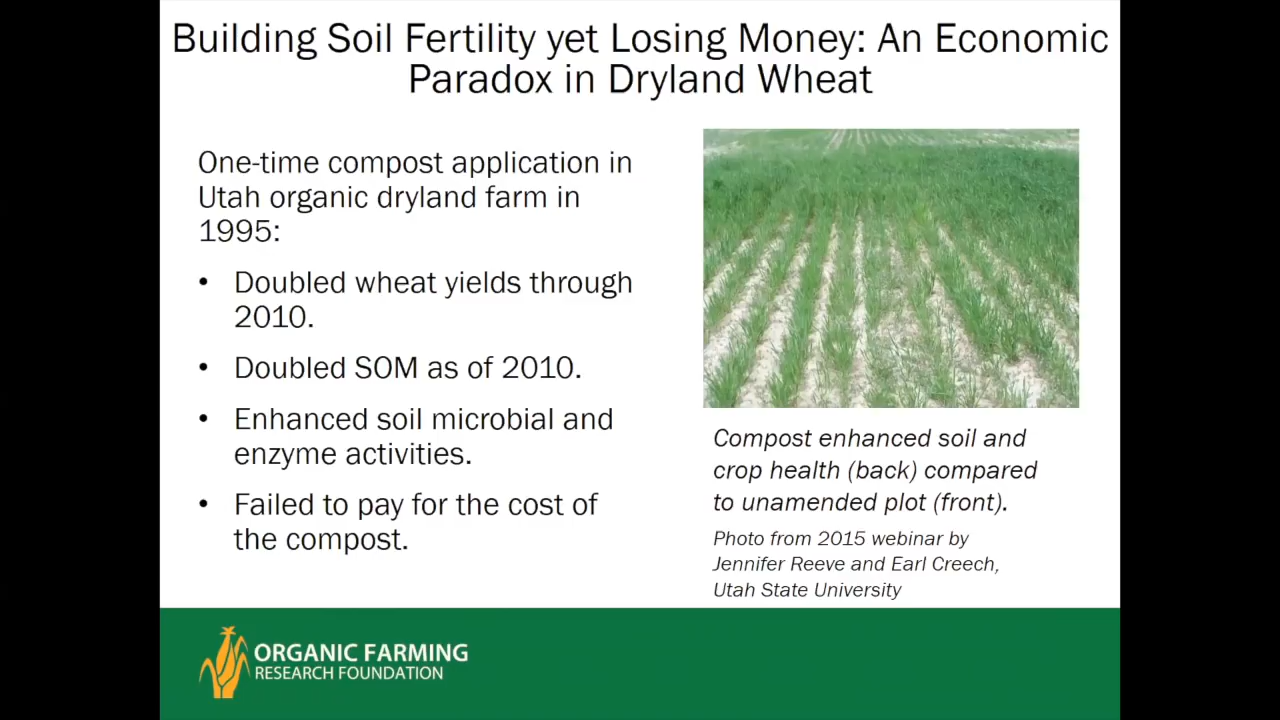 Building Soil Fertility yet Losing Money: An Economic
Paradox in Dryland Wheat
One-time compost application in
Utah organic dryland farm in
1995:
• Doubled wheat yields through
2010.
• Doubled SOM as of 2010.
• Enhanced soil microbial and
enzyme activities.
• Failed to pay for the cost of
the compost.
Compost enhanced soil and
crop health (back) compared
to unamended plot (front).
Photo from 2015 webinar by
Jennifer Reeve and Earl Creech,
Utah State University
ORGANIC FARMING
RESEARCH FOUNDATION